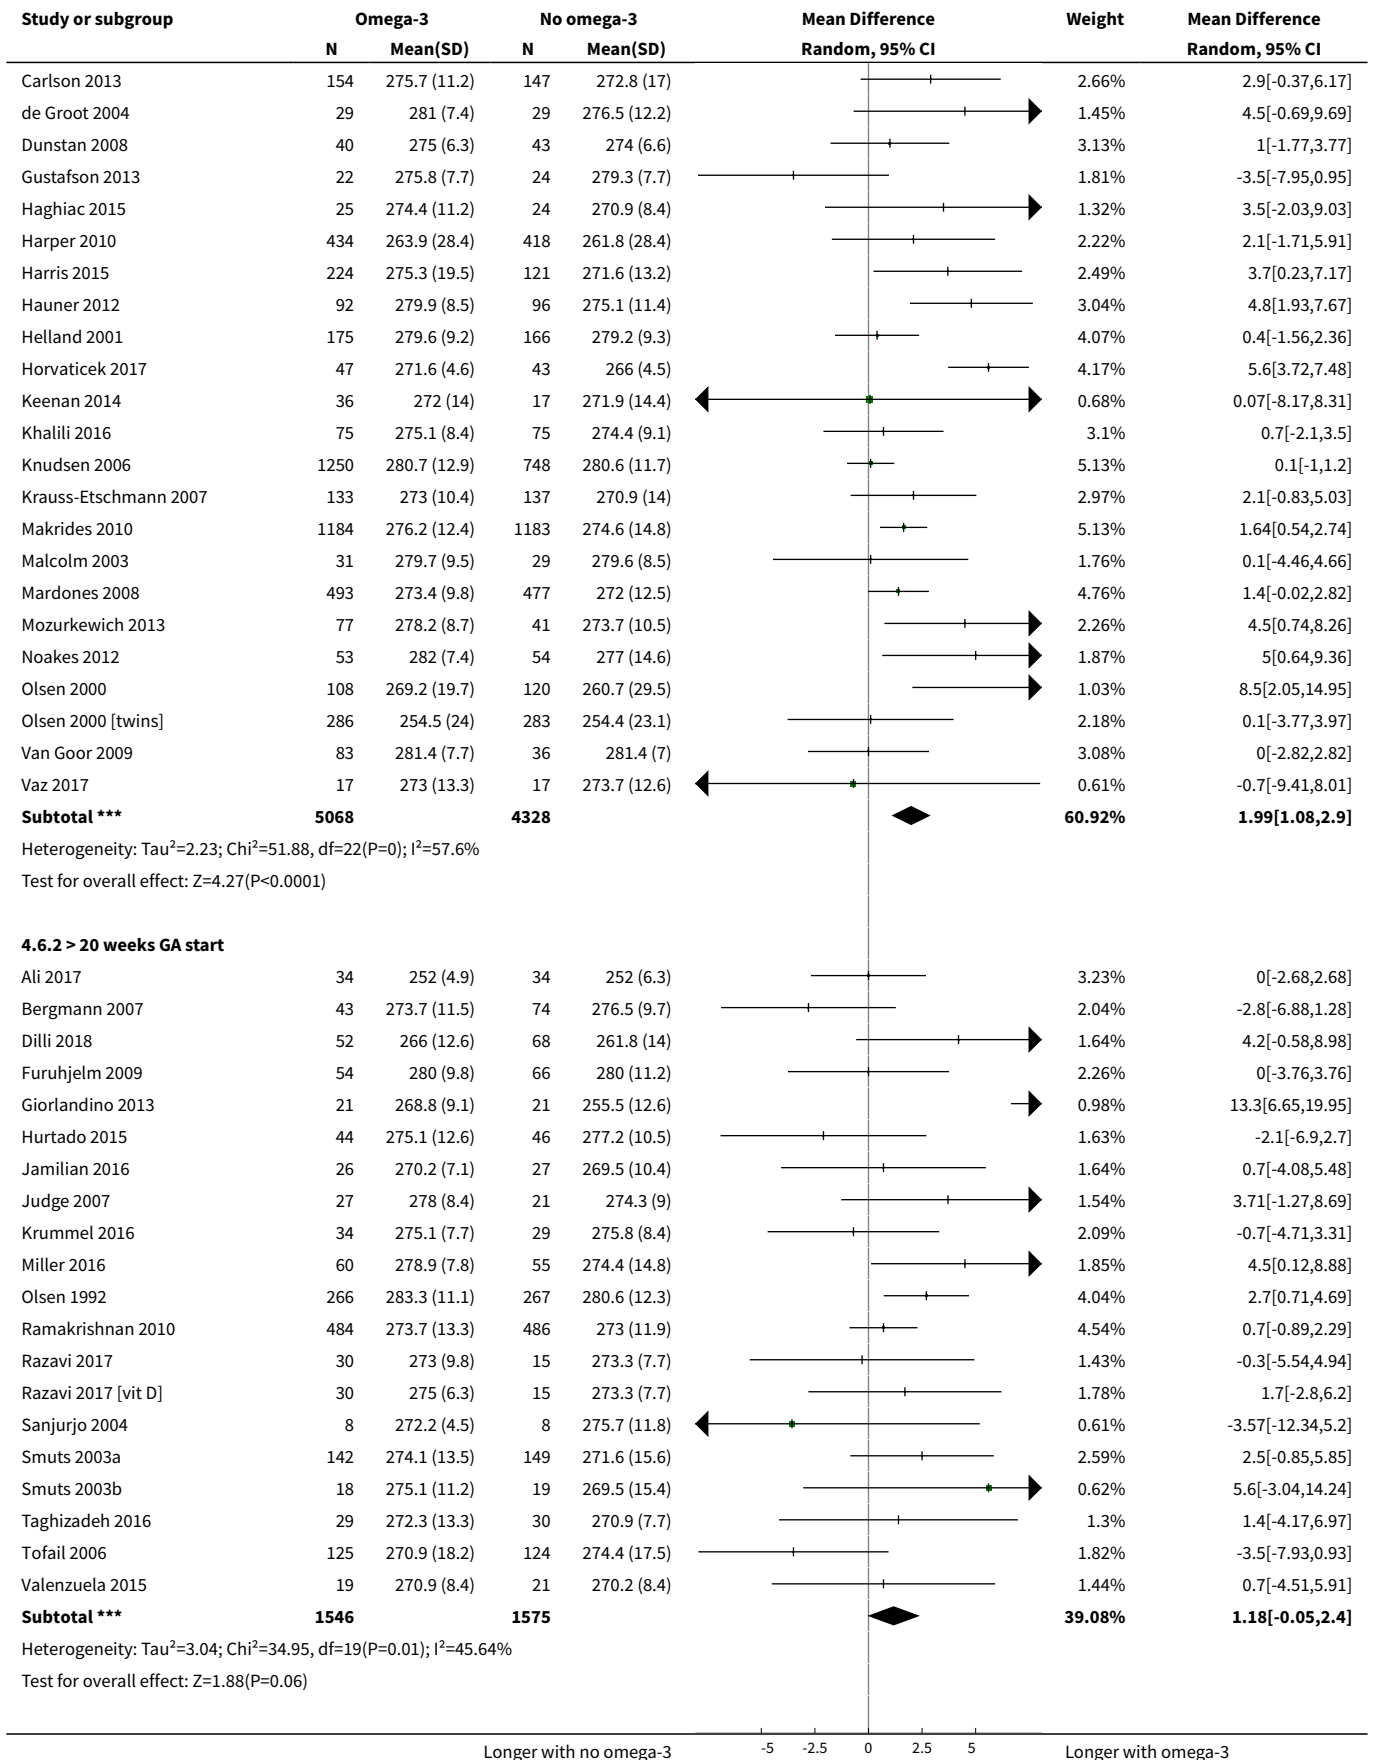 Study or subgroup Omega-3 No omega-3 Mean Difference Weight Mean Difference
N Mean(SD) N Mean(SD) Random, 95% CI Random, 95% CI
Carlson 2013 154 275.7 (11.2) 147 272.8 (17) 2.66% 2.9[-0.37,6.17]
de Groot 2004 29 281 (7.4) 29 276.5 (12.2) 1.45% 4.5[-0.69,9.69]
Dunstan 2008 40 275 (6.3) 43 274 (6.6) 3.13% 1[-1.77,3.77]
Gustafson 2013 22 275.8 (7.7) 24 279.3 (7.7) 1.81% -3.5[-7.95,0.95]
Haghiac 2015 25 274.4 (11.2) 24 270.9 (8.4) 1.32% 3.5[-2.03,9.03]
Harper 2010 434 263.9 (28.4) 418 261.8 (28.4) 2.22% 2.1[-1.71,5.91]
Harris 2015 224 275.3 (19.5) 121 271.6 (13.2) 2.49% 3.7[0.23,7.17]
Hauner 2012 92 279.9 (8.5) 96 275.1 (11.4) 3.04% 4.8[1.93,7.67]
Helland 2001 175 279.6 (9.2) 166 279.2 (9.3) 4.07% 0.4[-1.56,2.36]
Horvaticek 2017 47 271.6 (4.6) 43 266 (4.5) 4.17% 5.6[3.72,7.48]
Keenan 2014 36 272 (14) 17 271.9 (14.4) 0.68% 0.07[-8.17,8.31]
Khalili 2016 75 275.1 (8.4) 75 274.4 (9.1) 3.1% 0.7[-2.1,3.5]
Knudsen 2006 1250 280.7 (12.9) 748 280.6 (11.7) 5.13% 0.1[-1,1.2]
Krauss-Etschmann 2007 133 273 (10.4) 137 270.9 (14) 2.97% 2.1[-0.83,5.03]
Makrides 2010 1184 276.2 (12.4) 1183 274.6 (14.8) 5.13% 1.64[0.54,2.74]
Malcolm 2003 31 279.7 (9.5) 29 279.6 (8.5) 1.76% 0.1[-4.46,4.66]
Mardones 2008 493 273.4 (9.8) 477 272 (12.5) 4.76% 1.4[-0.02,2.82]
Mozurkewich 2013 77 278.2 (8.7) 41 273.7 (10.5) 2.26% 4.5[0.74,8.26]
Noakes 2012 53 282 (7.4) 54 277 (14.6) 1.87% 5[0.64,9.36]
Olsen 2000 108 269.2 (19.7) 120 260.7 (29.5) 1.03% 8.5[2.05,14.95]
Olsen 2000 [twins] 286 254.5 (24) 283 254.4 (23.1) 2.18% 0.1[-3.77,3.97]
Van Goor 2009 83 281.4 (7.7) 36 281.4 (7) 3.08% 0[-2.82,2.82]
Vaz 2017 17 273 (13.3) 17 273.7 (12.6) 0.61% -0.7[-9.41,8.01]
Subtotal *** 5068 4328 60.92% 1.99[1.08,2.9]
Heterogeneity: Tau²=2.23; Chi²=51.88, df=22(P=0); I²=57.6%
Test for overall effect: Z=4.27(P<0.0001)
4.6.2 > 20 weeks GA start
Ali 2017 34 252 (4.9) 34 252 (6.3) 3.23% 0[-2.68,2.68]
Bergmann 2007 43 273.7 (11.5) 74 276.5 (9.7) 2.04% -2.8[-6.88,1.28]
Dilli 2018 52 266 (12.6) 68 261.8 (14) 1.64% 4.2[-0.58,8.98]
Furuhjelm 2009 54 280 (9.8) 66 280 (11.2) 2.26% 0[-3.76,3.76]
Giorlandino 2013 21 268.8 (9.1) 21 255.5 (12.6) 0.98% 13.3[6.65,19.95]
Hurtado 2015 44 275.1 (12.6) 46 277.2 (10.5) 1.63% -2.1[-6.9,2.7]
Jamilian 2016 26 270.2 (7.1) 27 269.5 (10.4) 1.64% 0.7[-4.08,5.48]
Judge 2007 27 278 (8.4) 21 274.3 (9) 1.54% 3.71[-1.27,8.69]
Krummel 2016 34 275.1 (7.7) 29 275.8 (8.4) 2.09% -0.7[-4.71,3.31]
Miller 2016 60 278.9 (7.8) 55 274.4 (14.8) 1.85% 4.5[0.12,8.88]
Olsen 1992 266 283.3 (11.1) 267 280.6 (12.3) 4.04% 2.7[0.71,4.69]
Ramakrishnan 2010 484 273.7 (13.3) 486 273 (11.9) 4.54% 0.7[-0.89,2.29]
Razavi 2017 30 273 (9.8) 15 273.3 (7.7) 1.43% -0.3[-5.54,4.94]
Razavi 2017 [vit D] 30 275 (6.3) 15 273.3 (7.7) 1.78% 1.7[-2.8,6.2]
Sanjurjo 2004 8 272.2 (4.5) 8 275.7 (11.8) 0.61% -3.57[-12.34,5.2]
Smuts 2003a 142 274.1 (13.5) 149 271.6 (15.6) 2.59% 2.5[-0.85,5.85]
Smuts 2003b 18 275.1 (11.2) 19 269.5 (15.4) 0.62% 5.6[-3.04,14.24]
Taghizadeh 2016 29 272.3 (13.3) 30 270.9 (7.7) 1.3% 1.4[-4.17,6.97]
Tofail 2006 125 270.9 (18.2) 124 274.4 (17.5) 1.82% -3.5[-7.93,0.93]
Valenzuela 2015 19 270.9 (8.4) 21 270.2 (8.4) 1.44% 0.7[-4.51,5.91]
Subtotal *** 1546 1575 39.08% 1.18[-0.05,2.4]
Heterogeneity: Tau²=3.04; Chi²=34.95, df=19(P=0.01); I²=45.64%
Test for overall effect: Z=1.88(P=0.06)
Longer with no omega-3 -5 -2.5 0 2.5 5 Longer with omega-3